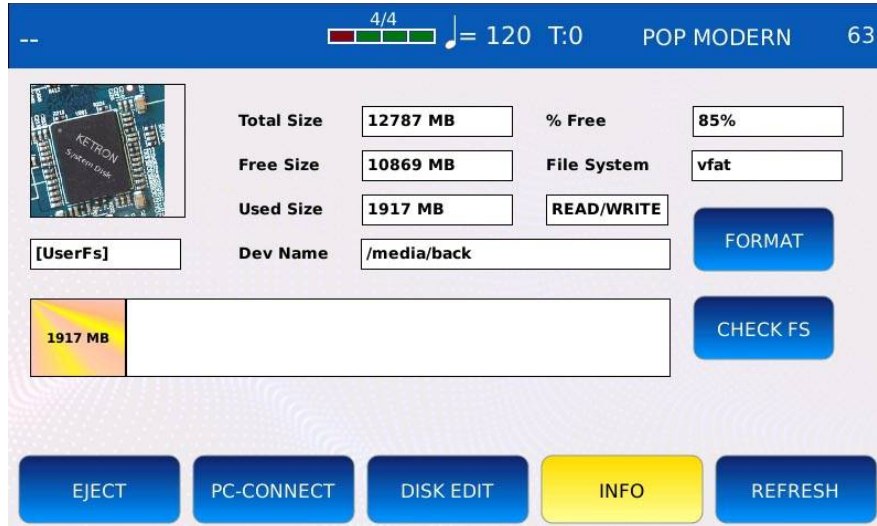 -- 4/4 = 120 T:0 POP MODERN 63
KETRON
System Disk
Total Size 12787 MB % Free 85%
Free Size 10869 MB File System vfat
Used Size 1917 MB READ/WRITE
FORMAT
[UserFs] Dev Name /media/back
1917 MB
CHECK FS
EJECT PC-CONNECT DISK EDIT INFO REFRESH